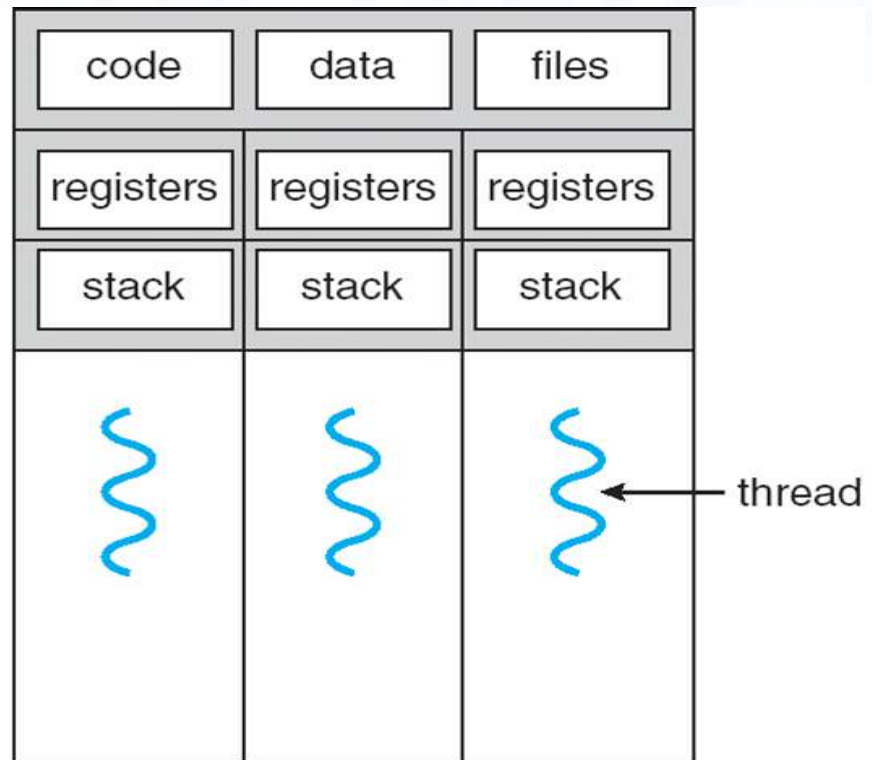 code data files
registers registers registers
stack stack stack
thread